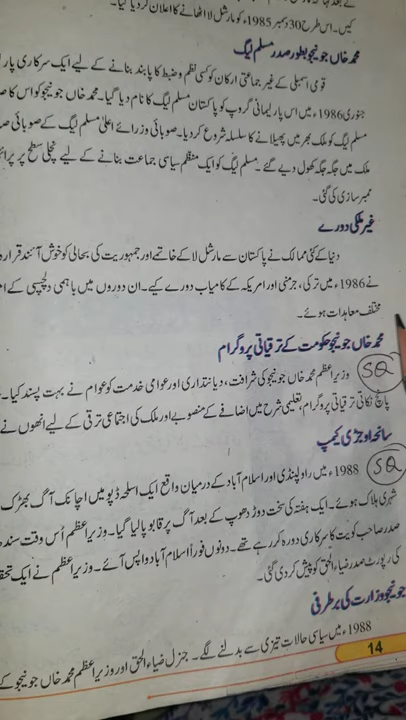 کیں۔ اس طرح 30 دسمبر 1985ء کو مارشل لا اٹھانے کا اعلان کر دیا گیا۔
محمد خاں جونیجو بطور صدر مسلم لیگ
قومی اسمبلی کے غیر جماعتی ارکان کو کسی نظم و ضبط کا پابند بنانے کے لیے ایک سرکاری
جنوری 1986ء میں اس پارلیمانی گروپ کو پاکستان مسلم لیگ کا نام دیا گیا۔ محمد خاں جونیجو کو اس کا
مسلم لیگ کو ملک بھر میں پھیلانے کا سلسلہ شروع کر دیا۔ صوبائی وزرائے اعلیٰ مسلم لیگ کے صوبائی
ملک میں جگہ جگہ کھول دیے گئے۔ مسلم لیگ کو ایک منظم سیاسی جماعت بنانے کے لیے نچلی سطح پر
ممبر سازی کی گئی۔
غیر ملکی دورے
دنیا کے کئی ممالک نے پاکستان سے مارشل لا کے خاتمے اور جمہوریت کی بحالی کو خوش آئند قرار
نے 1986ء میں ترکی، جرمنی اور امریکہ کے کامیاب دورے کیے۔ ان دوروں میں باہمی دلچسپی کے
مختلف معاہدات ہوئے۔
محمد خاں جونیجو حکومت کے ترقیاتی پروگرام
SQ وزیر اعظم محمد خاں جونیجو کی شرافت، دیانتداری اور عوامی خدمت کو عوام نے بہت پسند کیا۔
پانچ نکاتی ترقیاتی پروگرام، تعلیمی شرح میں اضافے کے منصوبے اور ملک کی اجتماعی ترقی کے لیے انھوں نے
سانحہ اوجڑی کیمپ
SQ 1988ء میں راولپنڈی اور اسلام آباد کے درمیان واقع ایک اسلحہ ڈپو میں اچانک آگ بھڑک
شہری ہلاک ہوئے۔ ایک ہفتہ کی سخت دوڑ دھوپ کے بعد آگ پر قابو پا لیا گیا۔ وزیر اعظم اُس وقت
صدر صاحب کویت کا سرکاری دورہ کر رہے تھے۔ دونوں فوراً اسلام آباد واپس آئے۔ وزیر اعظم نے ایک
کی رپورٹ صدر ضیاء الحق کو پیش کر دی گئی۔
جونیجو وزارت کی برطرفی
1988ء میں سیاسی حالات تیزی سے بدلنے لگے۔ جنرل ضیاء الحق اور وزیر اعظم محمد خاں جونیجو کے
14